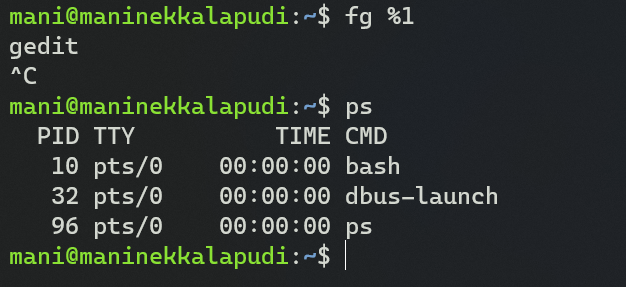 mani@maninekkalapudi:~$ fg %1
gedit
^C
mani@maninekkalapudi:~$ ps
  PID TTY          TIME CMD
   10 pts/0    00:00:00 bash
   32 pts/0    00:00:00 dbus-launch
   96 pts/0    00:00:00 ps
mani@maninekkalapudi:~$